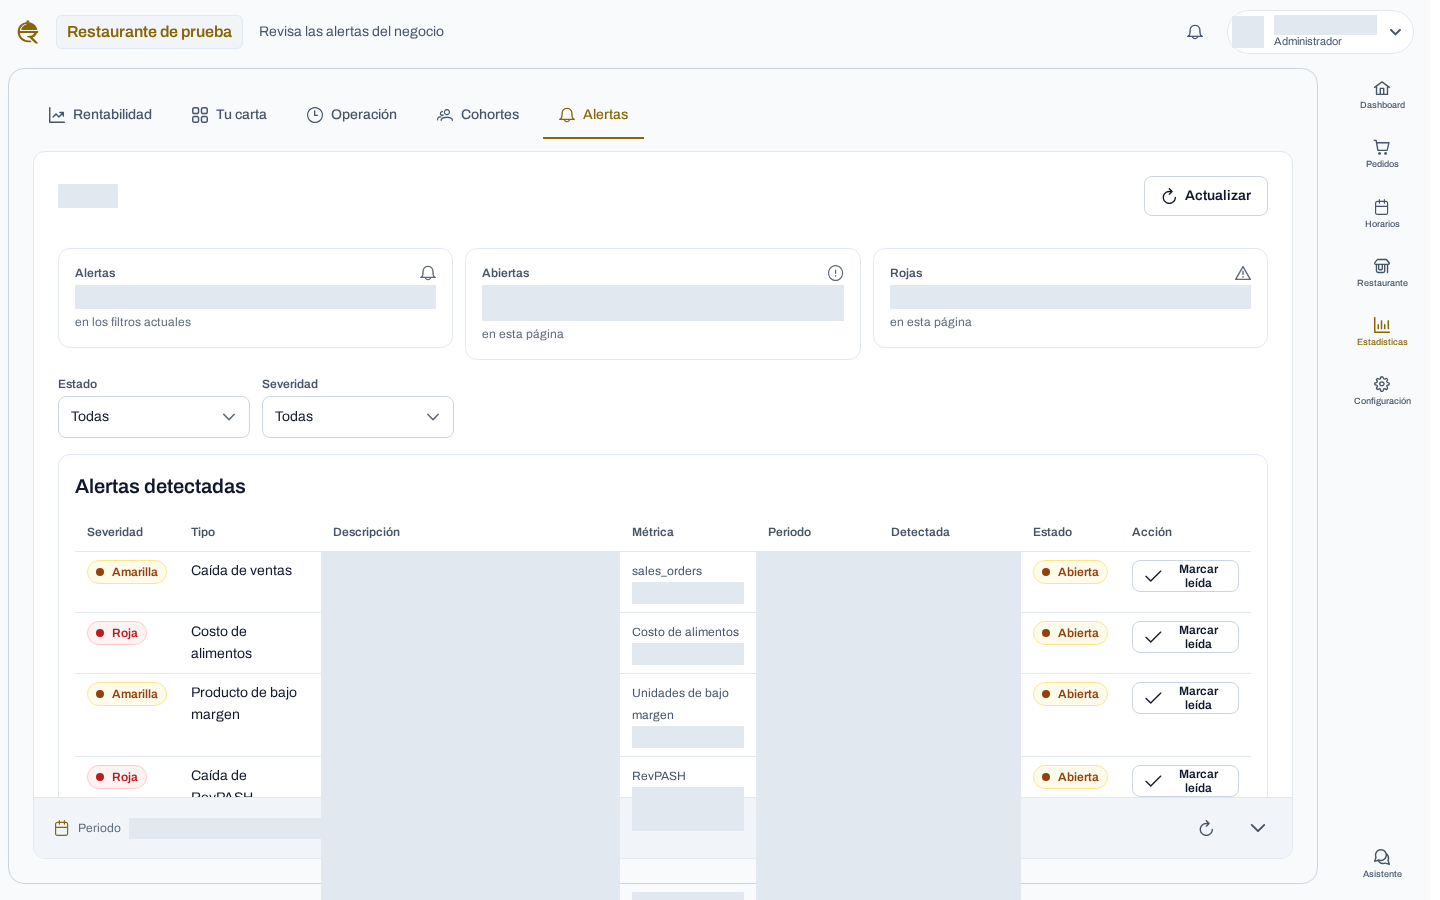 Restaurante de prueba
Revisa las alertas del negocio
Administrador
Rentabilidad
Tu carta
Operación
Cohortes
Alertas
Actualizar
Alertas
en los filtros actuales
Abiertas
en esta página
Rojas
en esta página
Estado
Severidad
Todas
Todas
Alertas detectadas
Severidad
Tipo
Descripción
Métrica
Periodo
Detectada
Estado
Acción
Amarilla
Caída de ventas
sales_orders
Abierta
Marcar
leída
Roja
Costo de
alimentos
Costo de alimentos
Abierta
Marcar
leída
Amarilla
Producto de bajo
margen
Unidades de bajo
margen
Abierta
Marcar
leída
Roja
Caída de
RevPASH
RevPASH
Abierta
Marcar
leída
Periodo
Dashboard
Pedidos
Horarios
Restaurante
Estadísticas
Configuración
Asistente